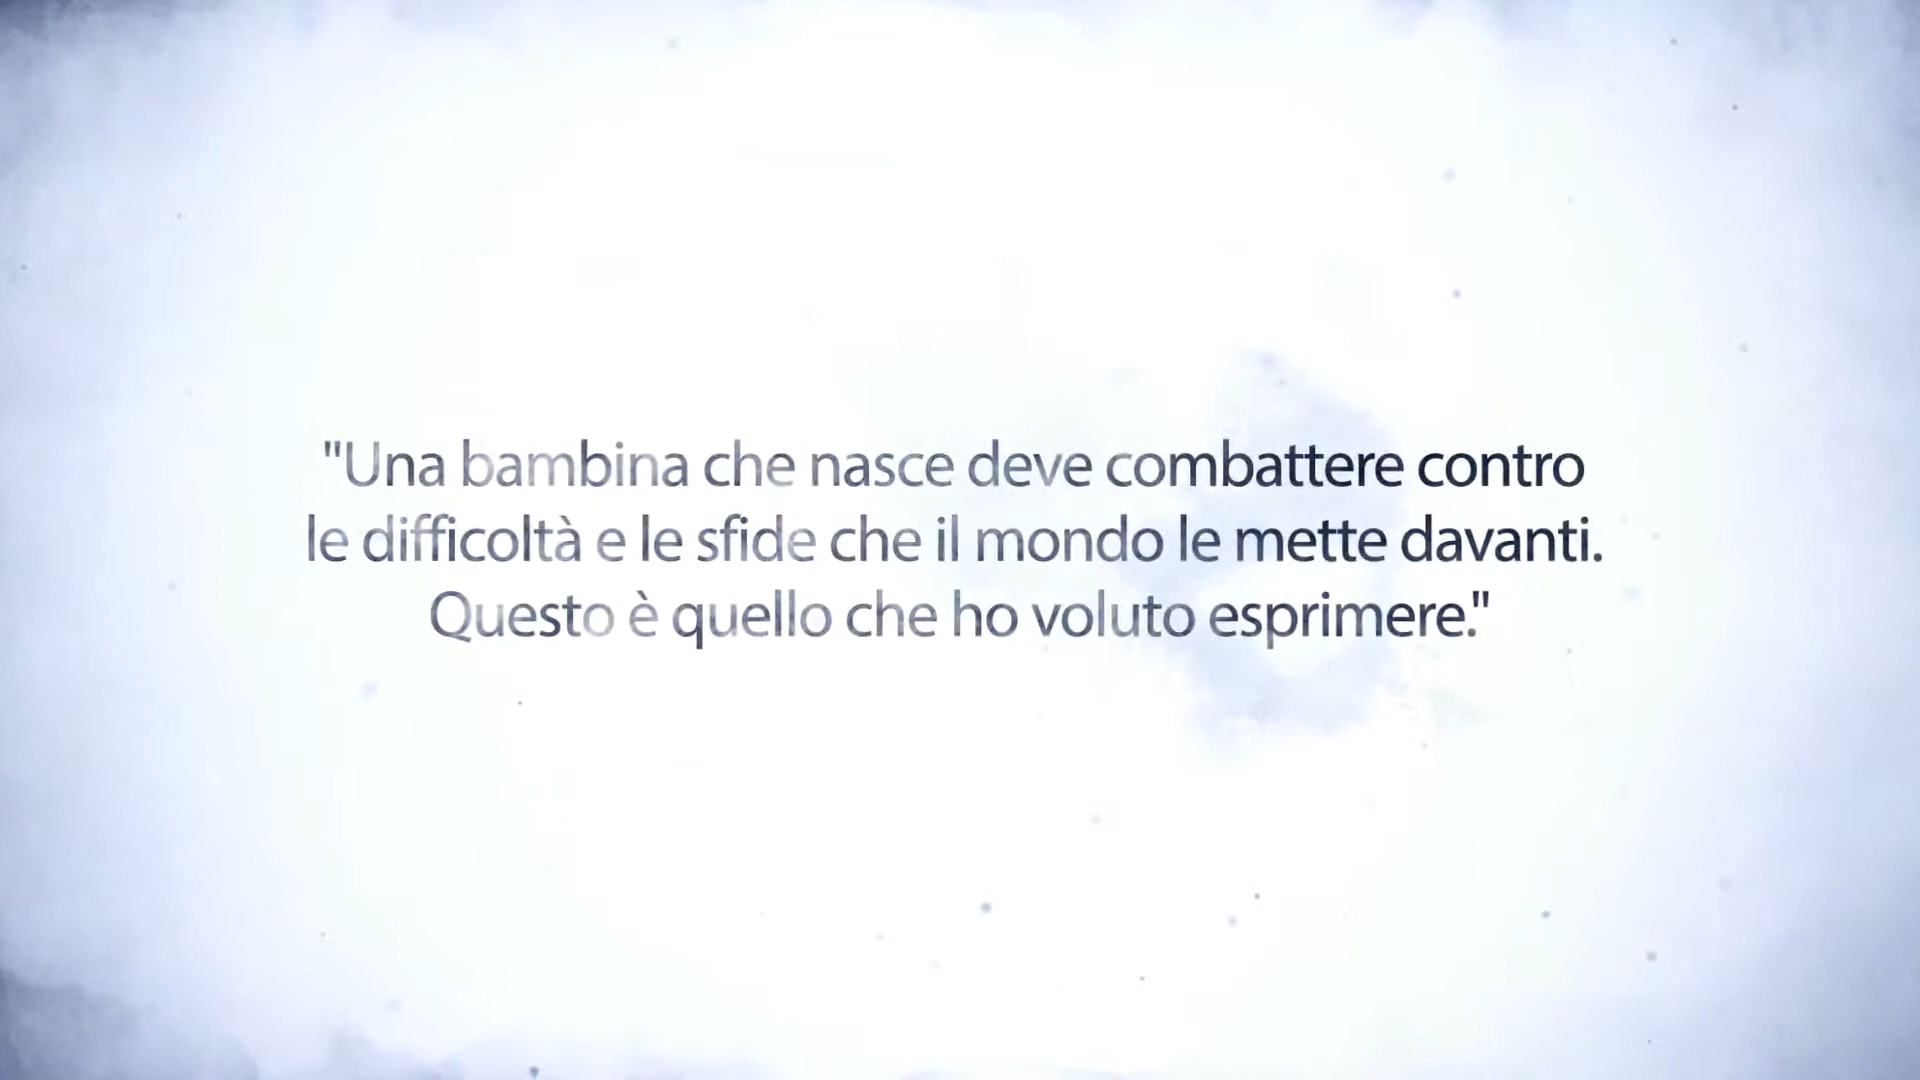 "Una bambina che nasce deve combattere contro
le difficoltà e le sfide che il mondo le mette davanti.
Questo è quello che ho voluto esprimere."